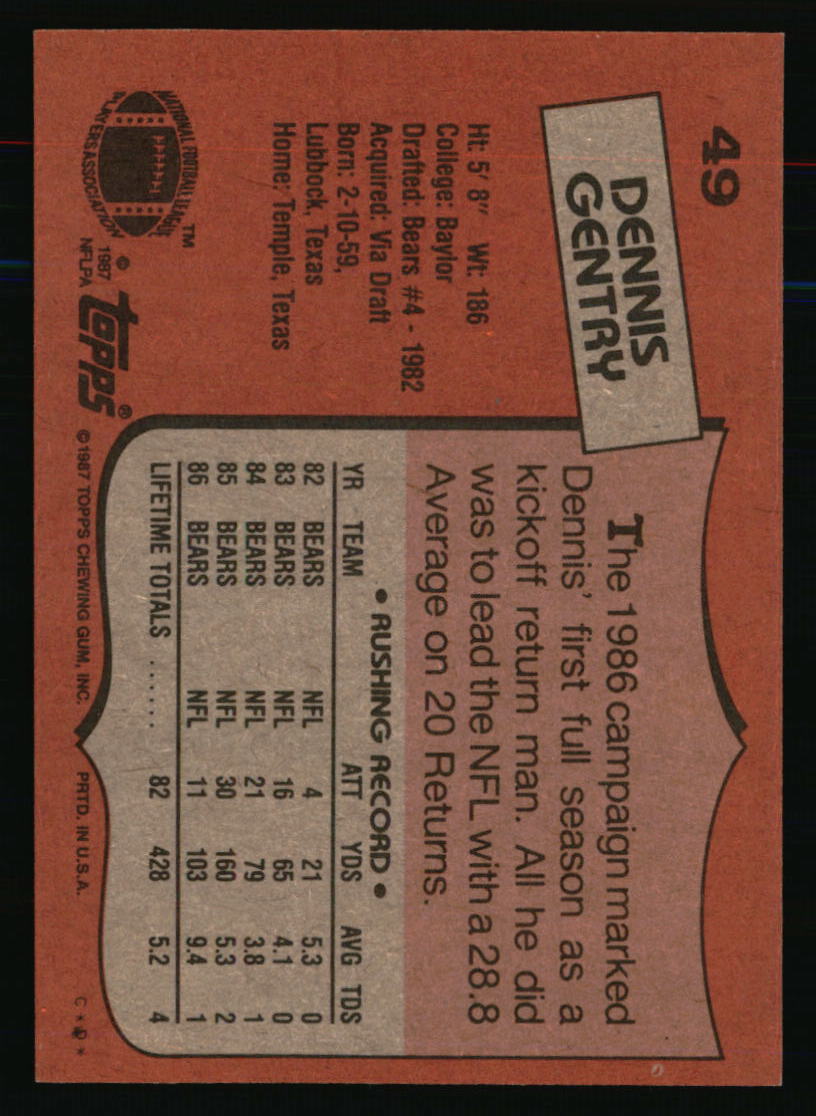 49
DENNIS
GENTRY
Ht: 5' 8" Wt: 186
College: Baylor
Drafted: Bears #4 - 1982
Acquired: Via Draft
Born: 2-10-59,
Lubbock, Texas
Home: Temple, Texas
NATIONAL FOOTBALL LEAGUE
PLAYERS ASSOCIATION
TM
© 1987
NFLPA
topps®
The 1986 campaign marked
Dennis' first full season as a
kickoff return man. All he did
was to lead the NFL with a 28.8
Average on 20 Returns.
• RUSHING RECORD •
YR TEAM ATT YDS AVG TDS
82 BEARS NFL 4 21 5.3 0
83 BEARS NFL 16 65 4.1 0
84 BEARS NFL 21 79 3.8 1
85 BEARS NFL 30 160 5.3 2
86 BEARS NFL 11 103 9.4 1
LIFETIME TOTALS ...... 82 428 5.2 4
©1987 TOPPS CHEWING GUM, INC. PRTD. IN U.S.A. C * D *